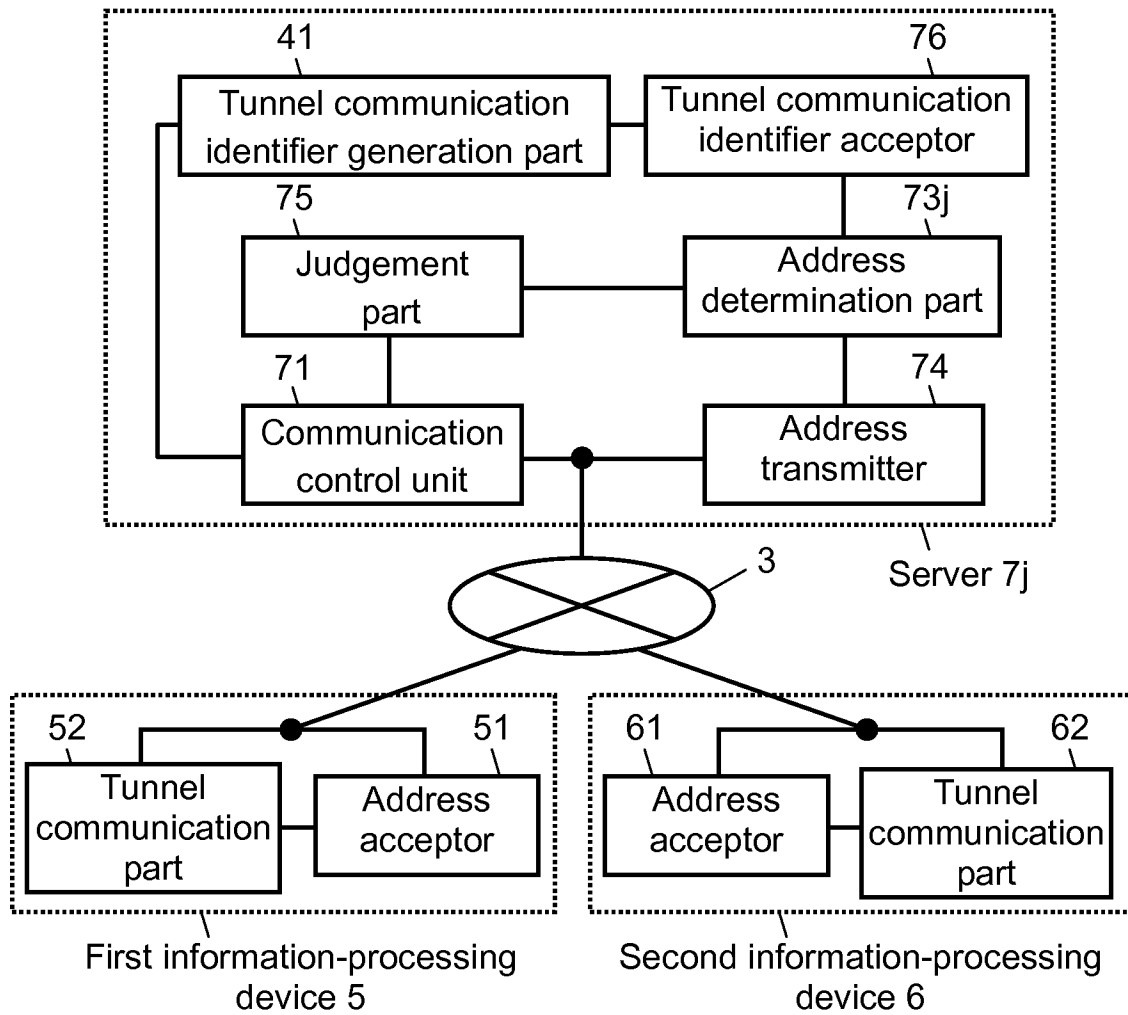 41
76
Tunnel communication
identifier generation part
Tunnel communication
identifier acceptor
75
73j
Judgement
part
Address
determination part
71
74
Communication
control unit
Address
transmitter
3
Server 7j
52
51
61
62
Tunnel
communication
part
Address
acceptor
Address
acceptor
Tunnel
communication
part
First information-processing
device 5
Second information-processing
device 6